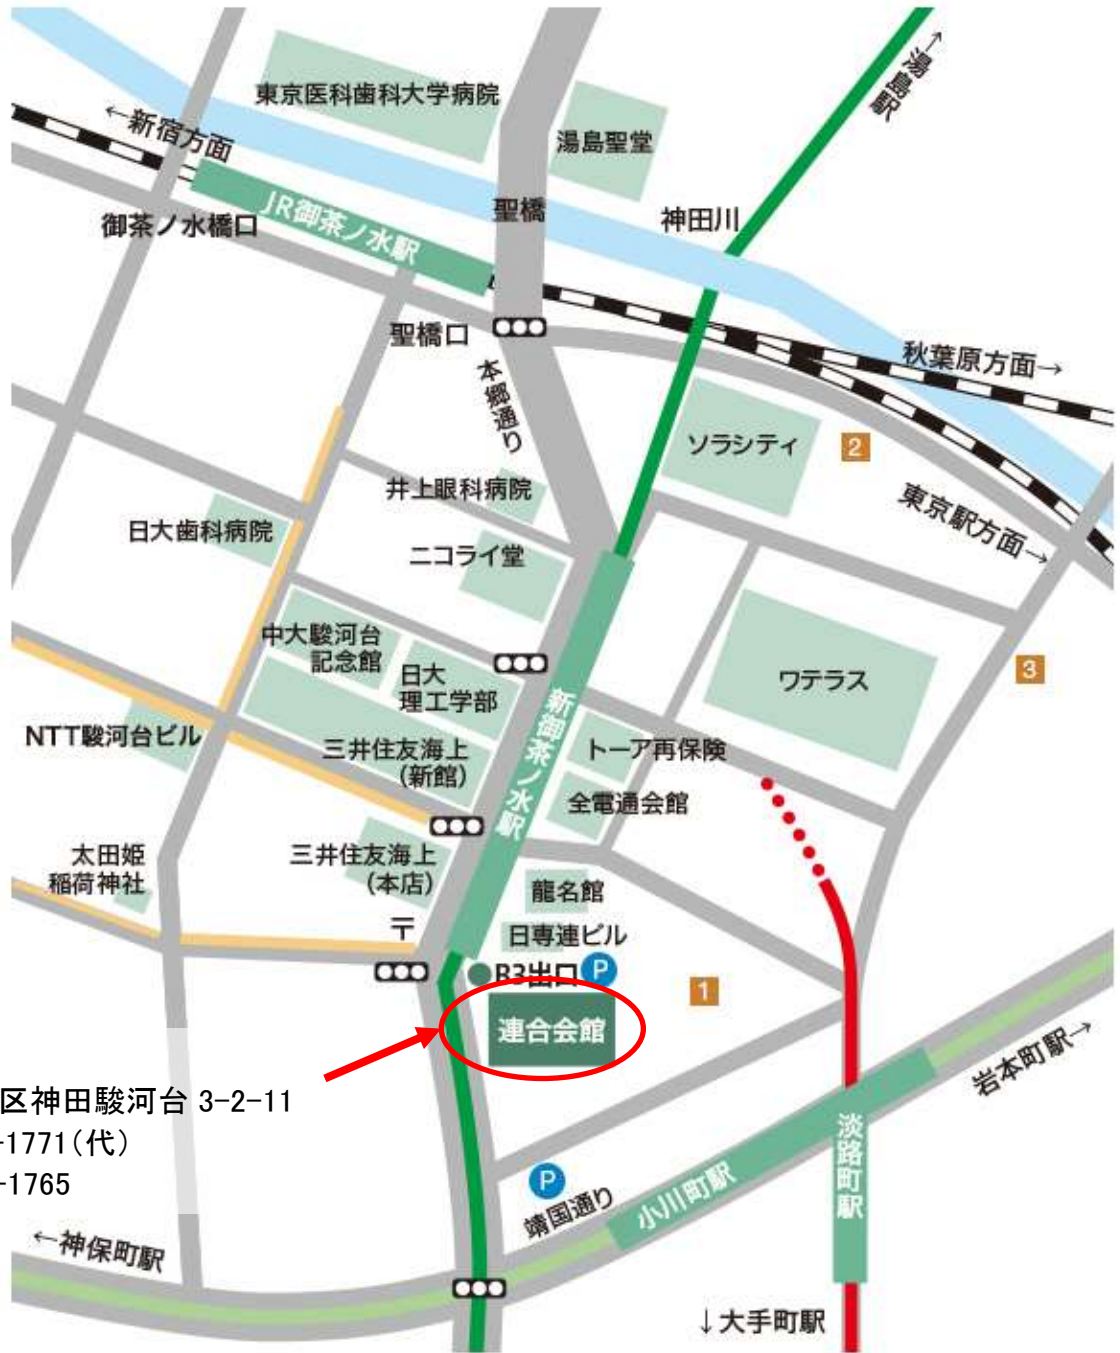 東京医科歯科大学病院
湯島聖堂
→湯島駅
←新宿方面
JR御茶ノ水駅
御茶ノ水橋口
聖橋
神田川
聖橋口
本郷通り
秋葉原方面→
ソラシティ
2
東京駅方面→
井上眼科病院
日大歯科病院
ニコライ堂
中大駿河台
記念館
日大
理工学部
ワテラス
3
新御茶ノ水駅
NTT駿河台ビル
三井住友海上
(新館)
トーア再保険
全電通会館
太田姫
稲荷神社
三井住友海上
(本店)
龍名館
〒
日専連ビル
B3出口
P
1
連合会館
区神田駿河台 3-2-11
-1771(代)
-1765
岩本町駅→
淡路町駅
P
靖国通り
小川町駅
←神保町駅
↓大手町駅